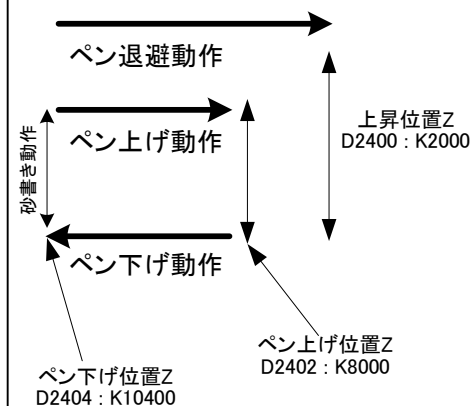 ペン退避動作
上昇位置Z
D2400 : K2000
ペン上げ動作
砂書き動作
ペン下げ動作
ペン上げ位置Z
D2402 : K8000
ペン下げ位置Z
D2404 : K10400